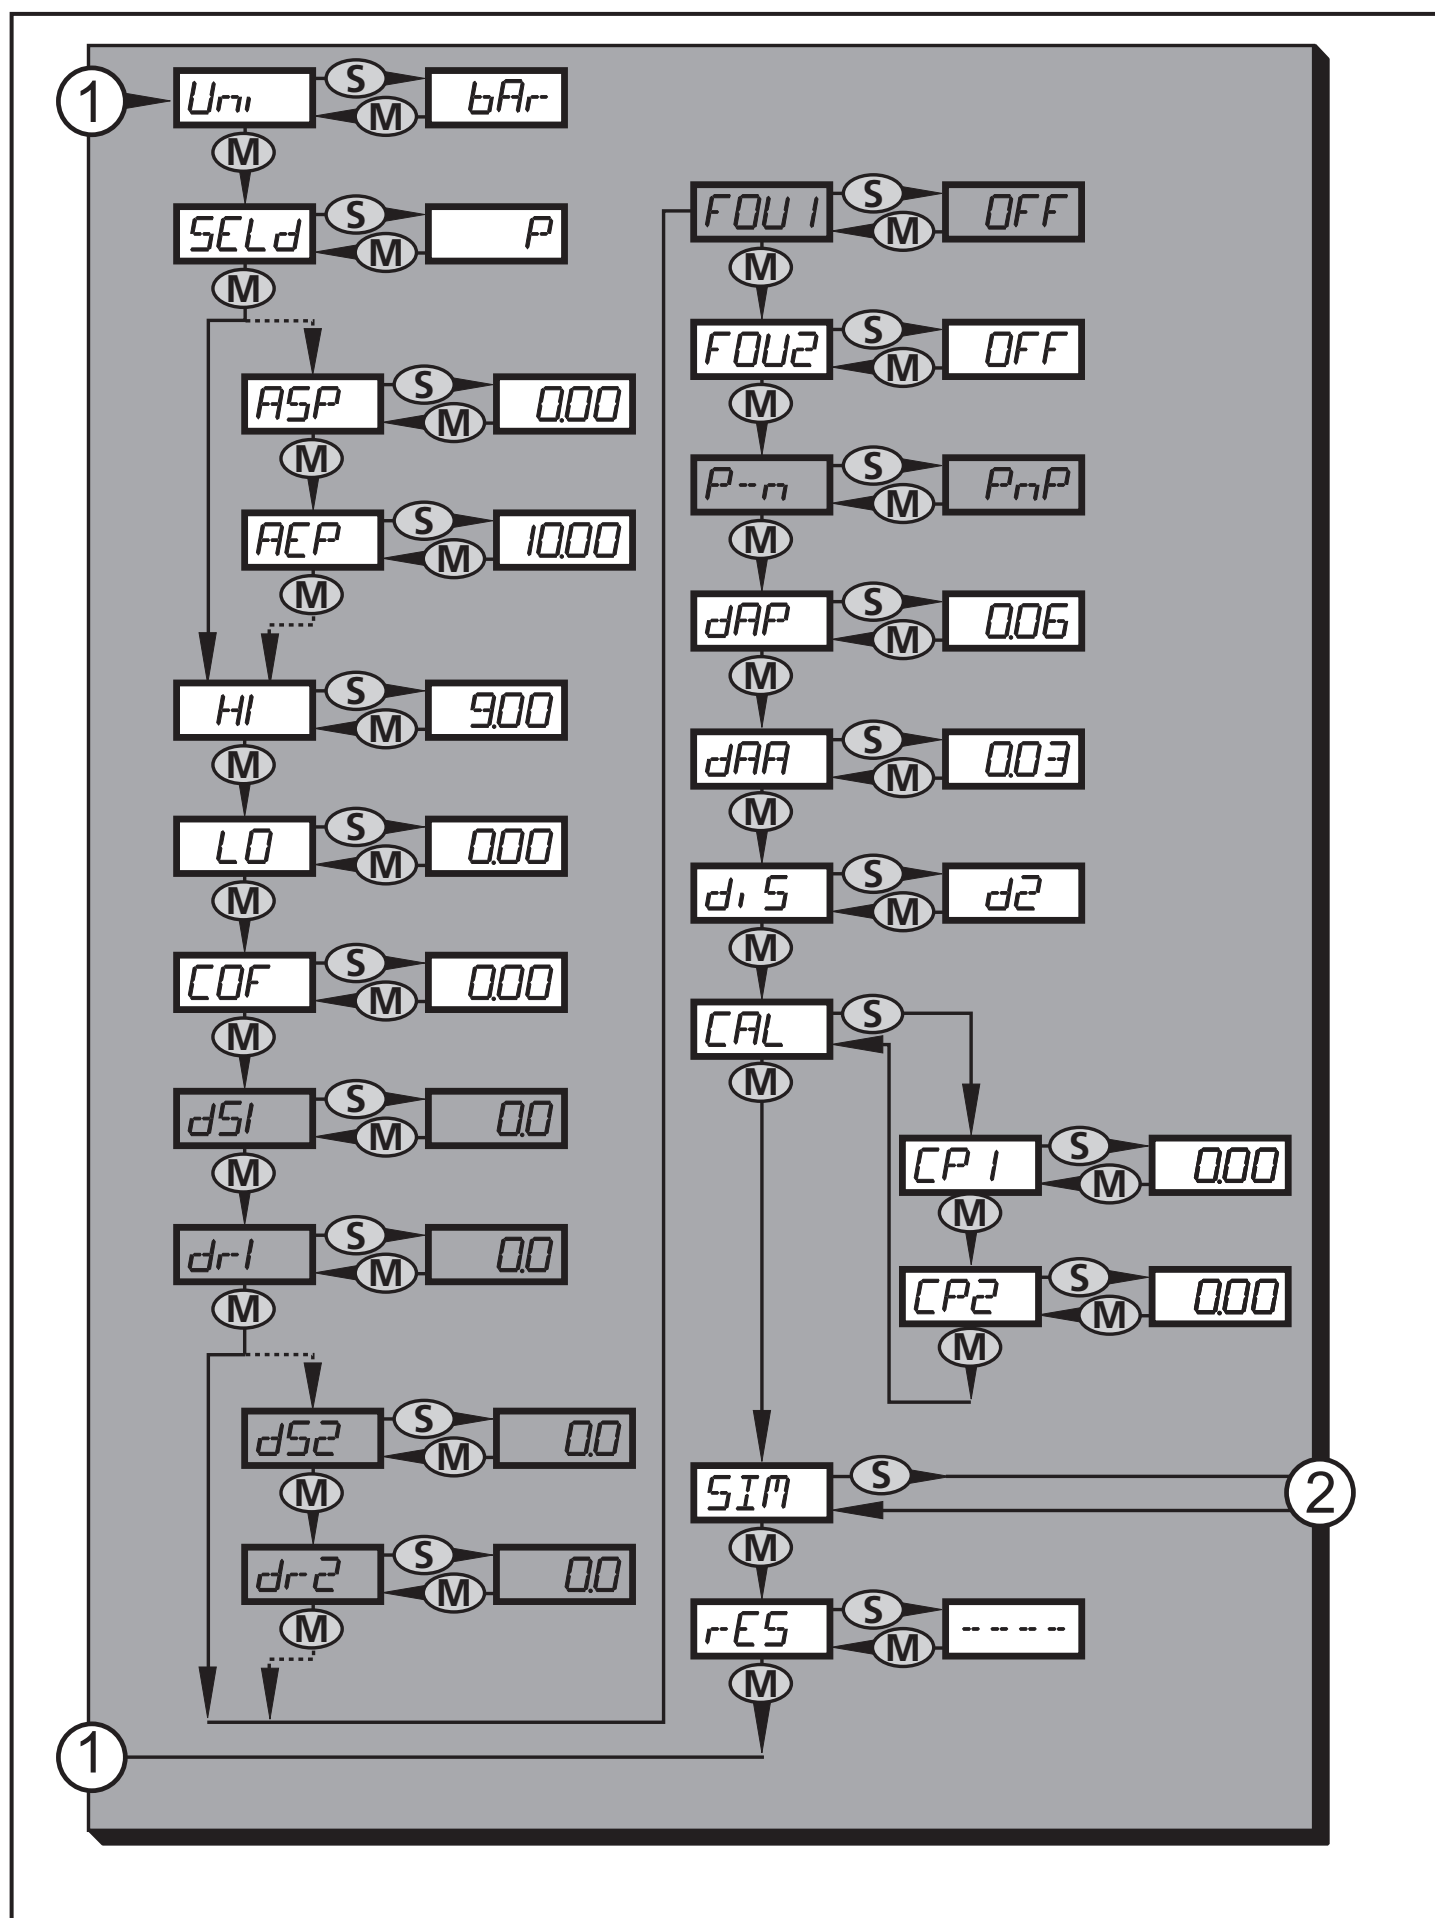 1
Uni S bAr
M
M
SELd S P
M
M
ASP S 0.00
M
M
AEP S 10.00
M
M
HI S 9.00
M
M
LO S 0.00
M
M
COF S 0.00
M
M
dS1 S 0.0
M
M
dr1 S 0.0
M
M
dS2 S 0.0
M
M
dr2 S 0.0
M
M
1
FOU1 S OFF
M
M
FOU2 S OFF
M
M
P-n S PnP
M
M
dAP S 0.06
M
M
dAA S 0.03
M
M
diS S d2
M
M
CAL S
M
CP1 S 0.00
M
M
CP2 S 0.00
M
M
SIM S
2
M
rES S ----
M
M